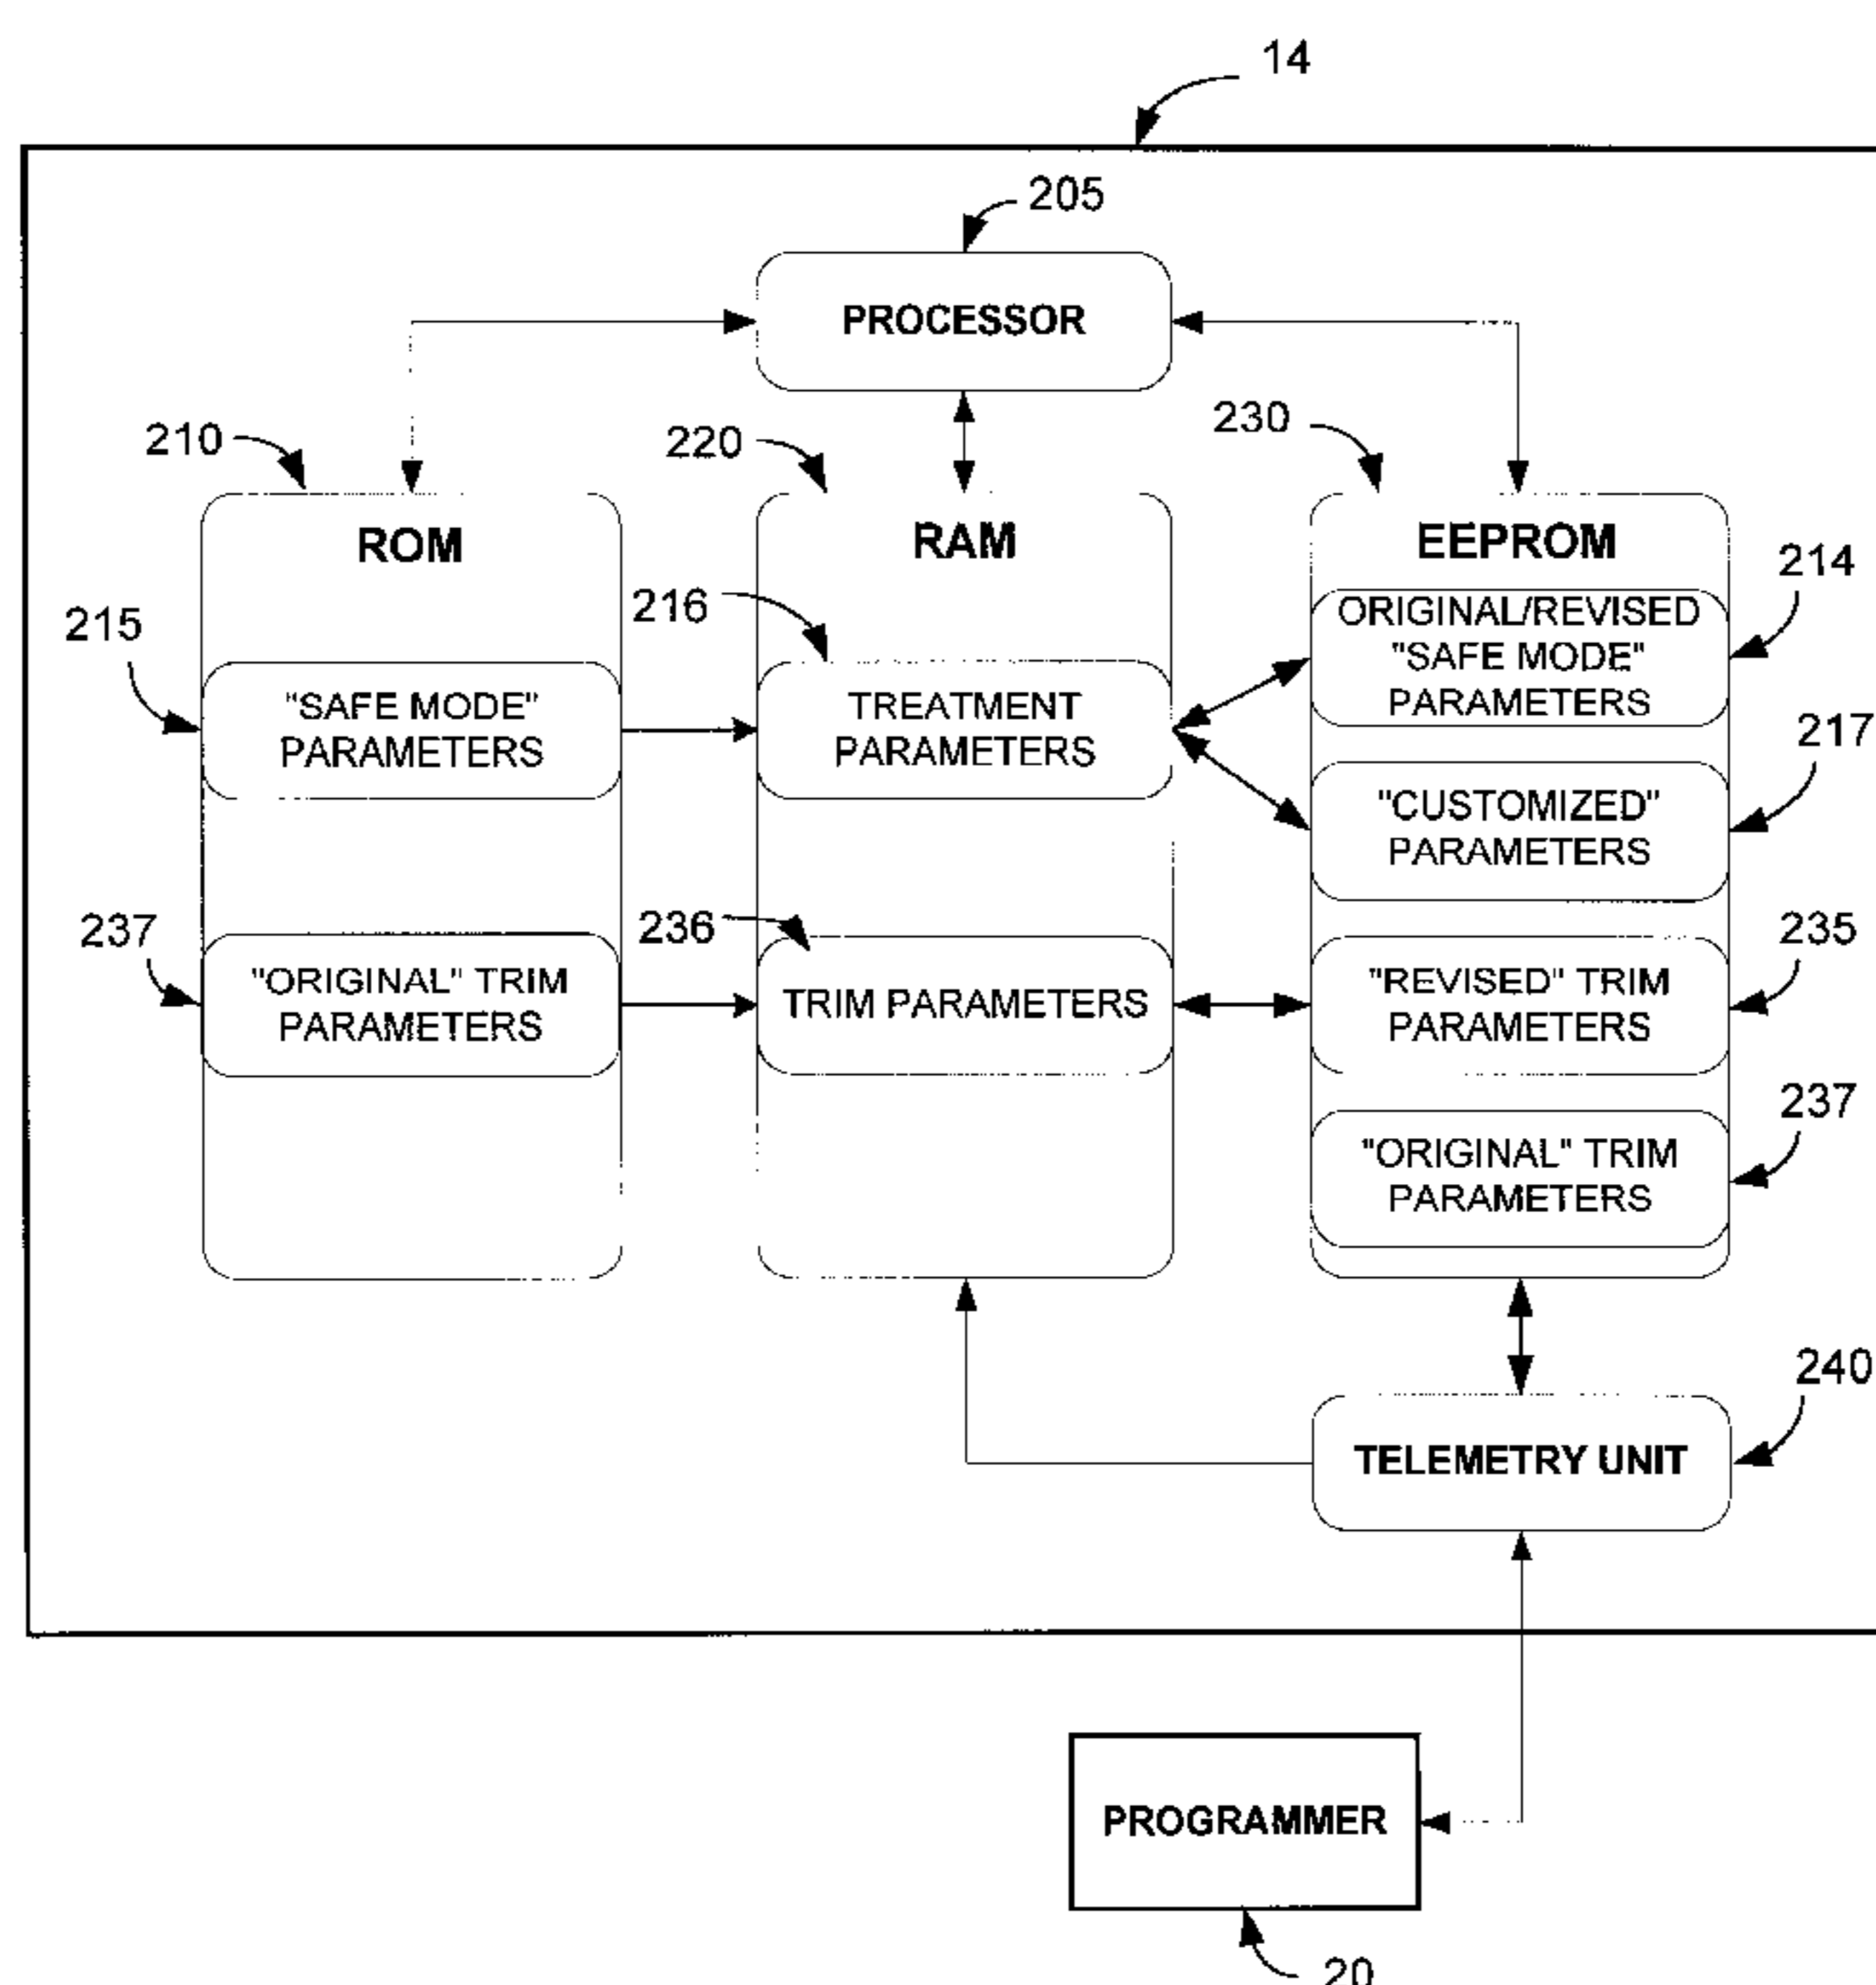 14
205
PROCESSOR
210
220
230
ROM
RAM
EEPROM
214
215
216
ORIGINAL/REVISED
"SAFE MODE"
PARAMETERS
"SAFE MODE"
PARAMETERS
TREATMENT
PARAMETERS
217
"CUSTOMIZED"
PARAMETERS
237
236
235
"ORIGINAL" TRIM
PARAMETERS
TRIM PARAMETERS
"REVISED" TRIM
PARAMETERS
237
"ORIGINAL" TRIM
PARAMETERS
240
TELEMETRY UNIT
PROGRAMMER
20